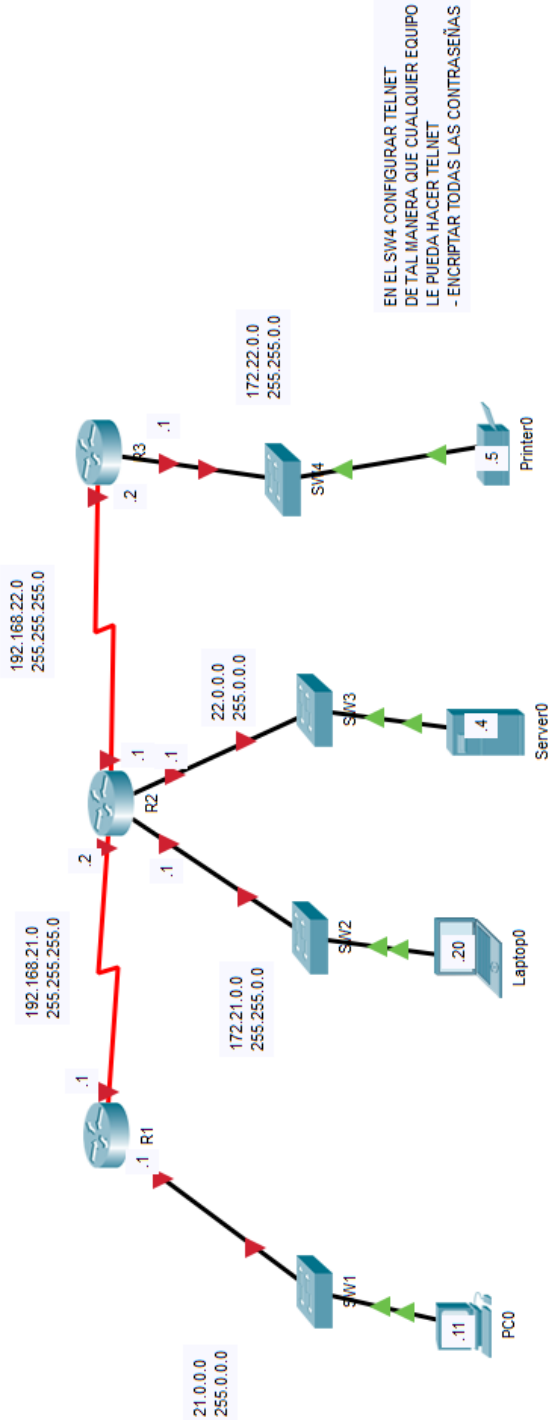 192.168.21.0
255.255.255.0
192.168.22.0
255.255.255.0
.1
.2
.1
.2
R1
R2
R3
.1
.1
.1
.1
21.0.0.0
255.0.0.0
172.21.0.0
255.255.0.0
22.0.0.0
255.0.0.0
172.22.0.0
255.255.0.0
SW1
SW2
SW3
SW4
.11
PC0
.20
Laptop0
.4
Server0
.5
Printer0
EN EL SW4 CONFIGURAR TELNET
DE TAL MANERA QUE CUALQUIER EQUIPO
LE PUEDA HACER TELNET
- ENCRIPTAR TODAS LAS CONTRASEÑAS